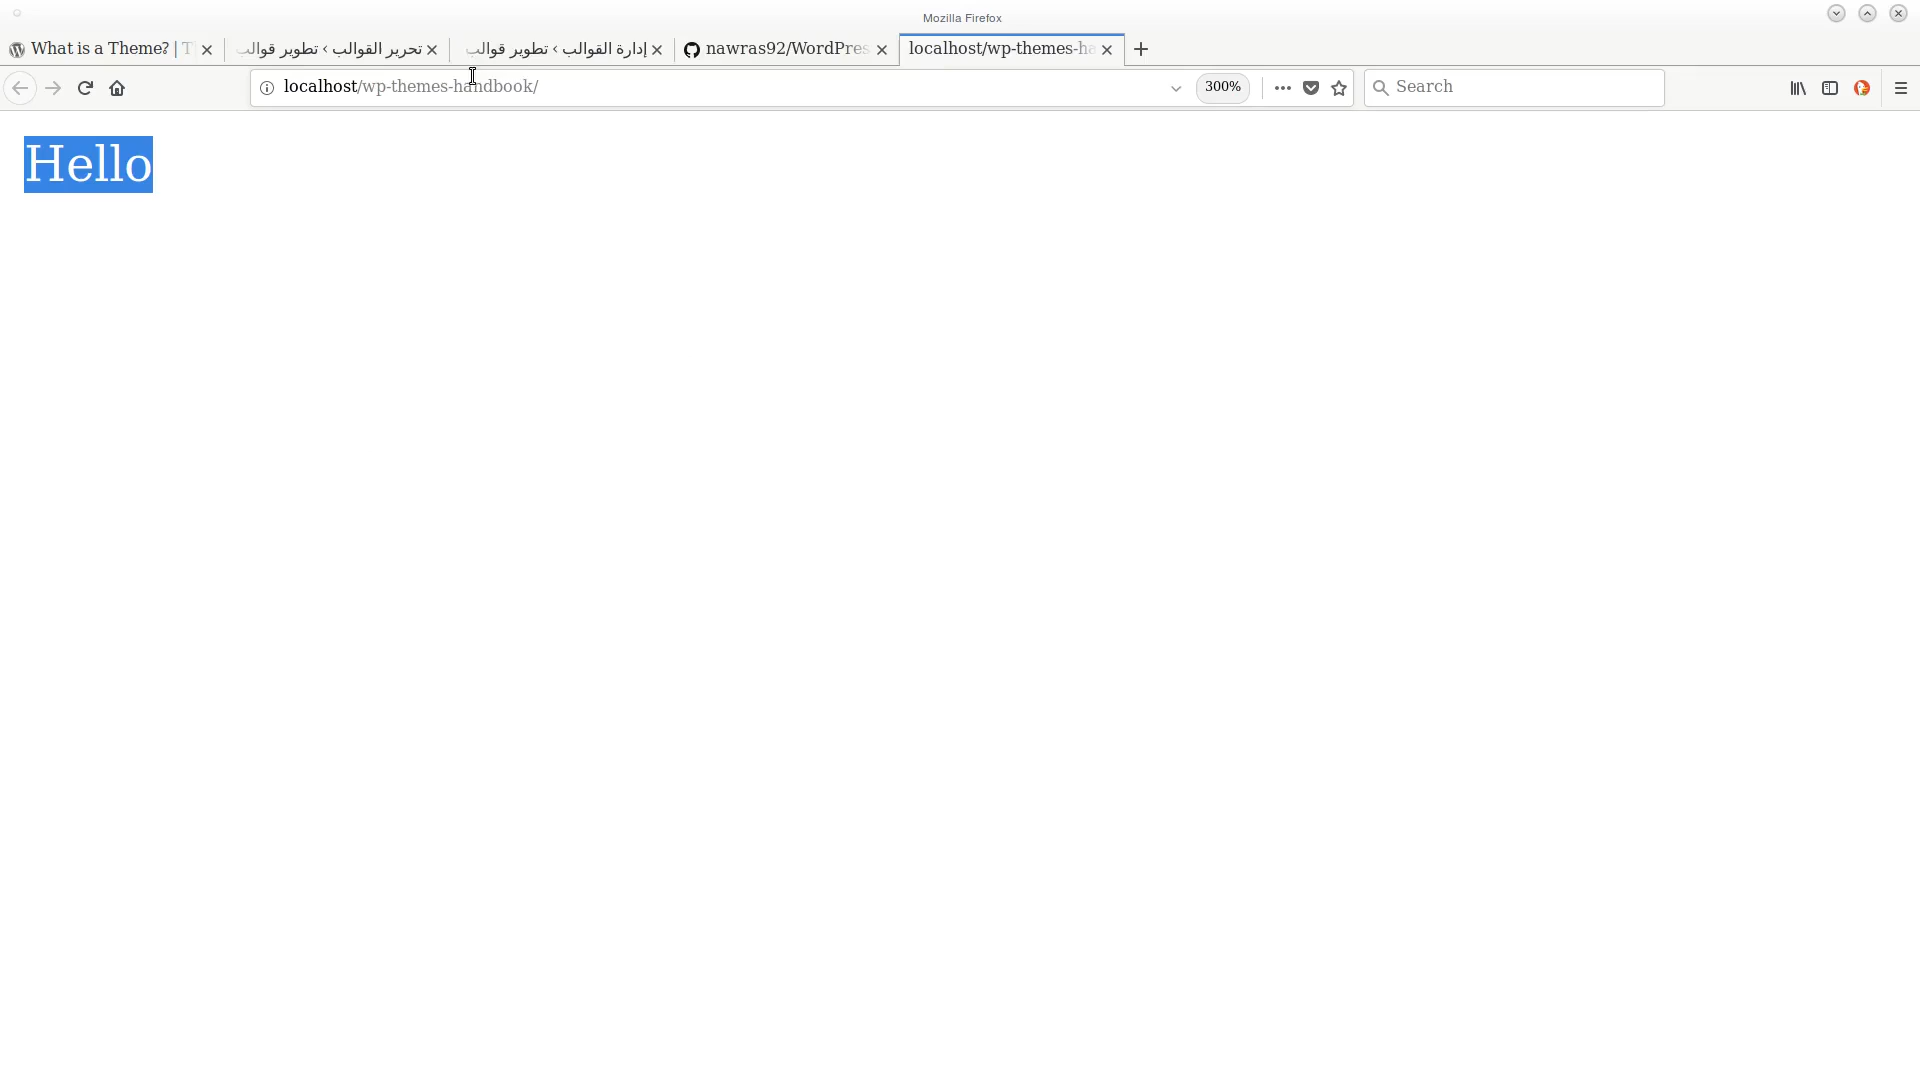 Mozilla Firefox
What is a Theme? | T
تحرير القوالب › تطوير قوالب
إدارة القوالب › تطوير قوالب
nawras92/WordPres
localhost/wp-themes-ha
localhost/wp-themes-handbook/
300%
Search
Hello